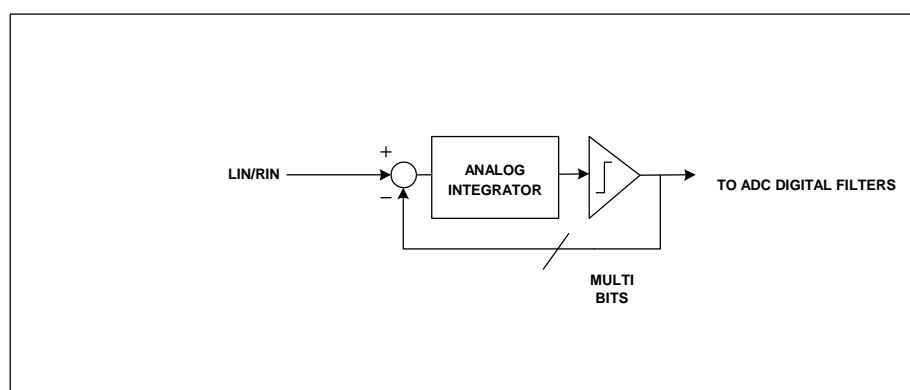 +
LIN/RIN
−
ANALOG
INTEGRATOR
TO ADC DIGITAL FILTERS
MULTI
BITS